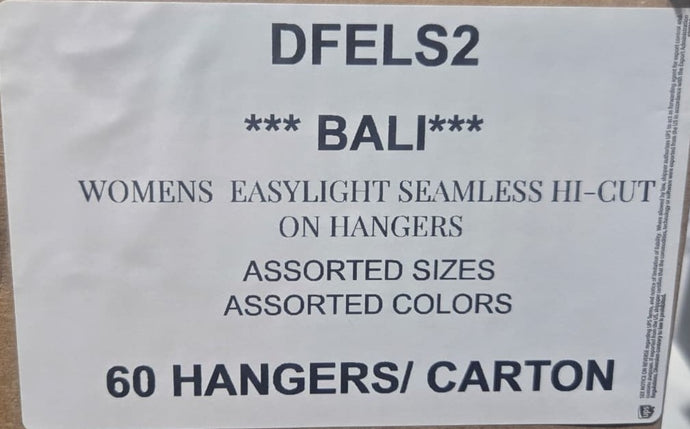 DFELS2
*** BALI***
WOMENS EASYLIGHT SEAMLESS HI-CUT
ON HANGERS
ASSORTED SIZES
ASSORTED COLORS
60 HANGERS/ CARTON